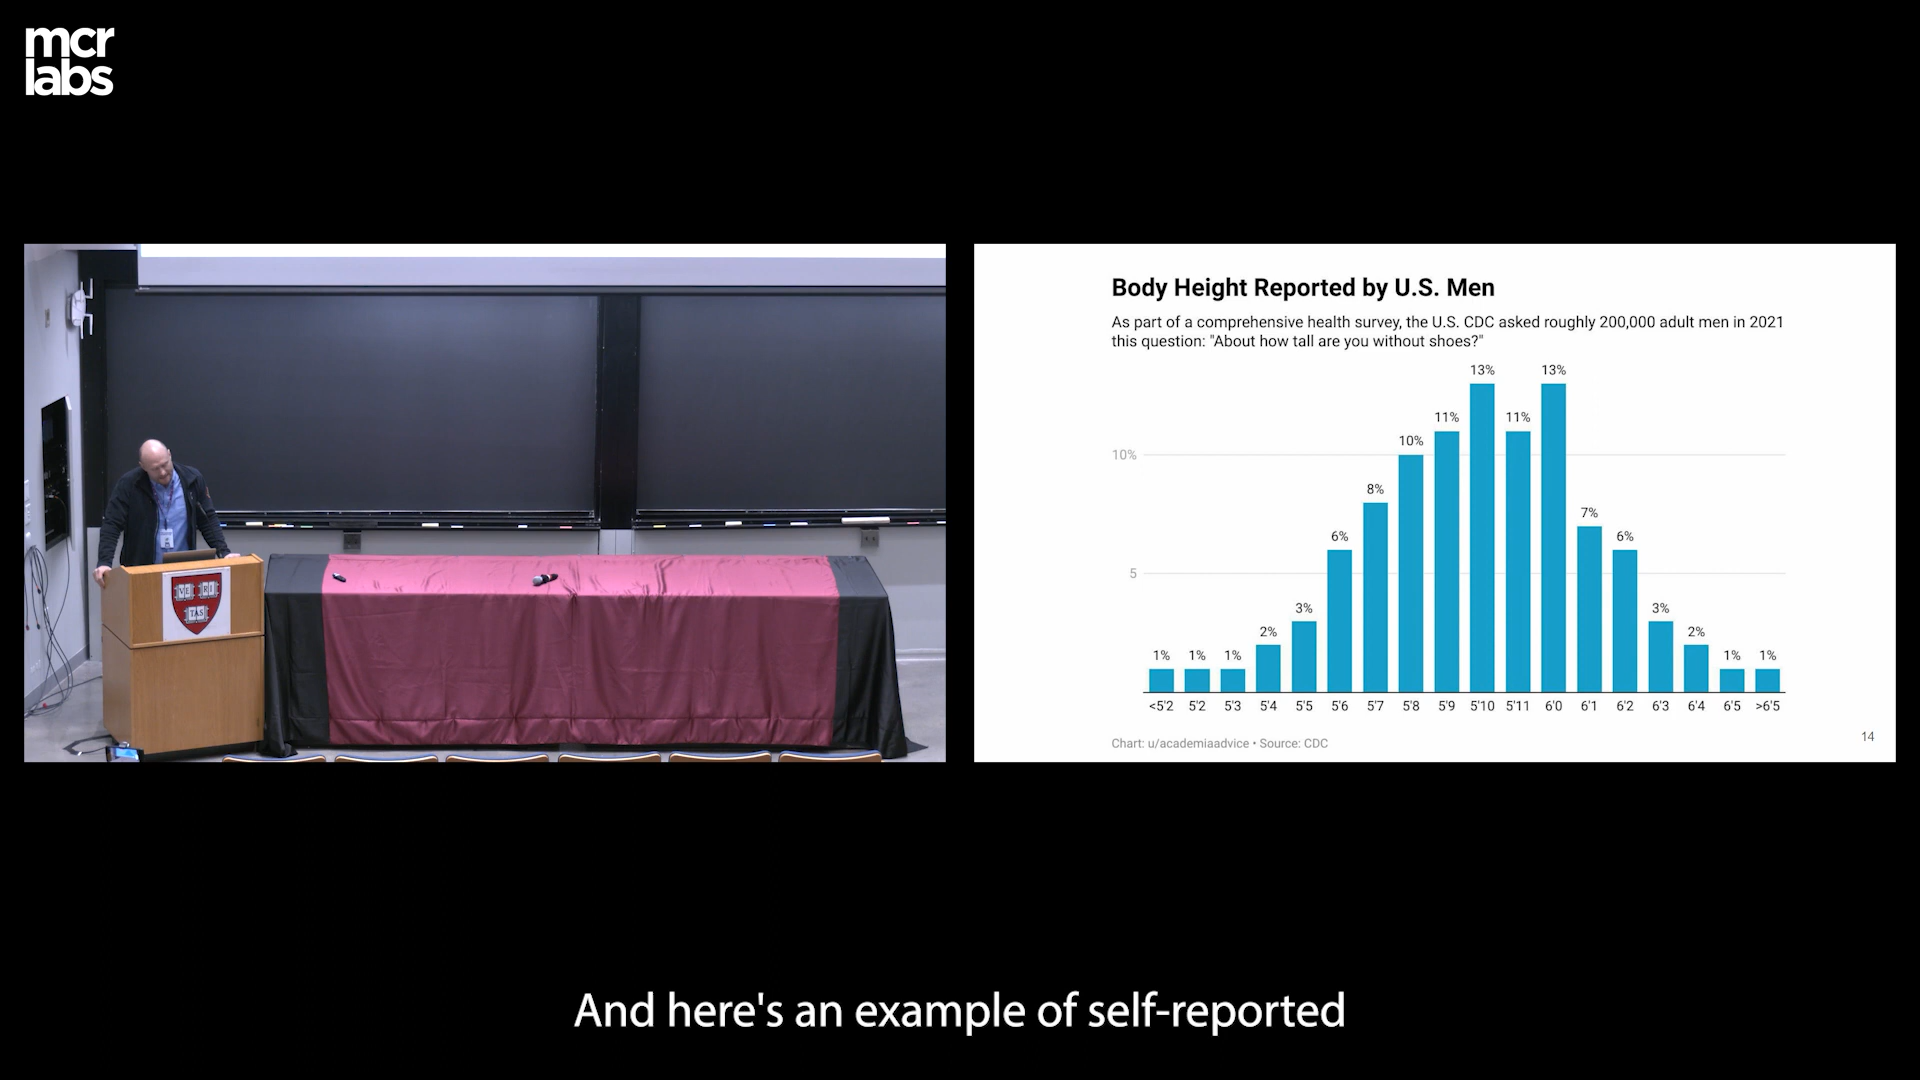 mcr
labs
VE RI
TAS
Body Height Reported by U.S. Men
As part of a comprehensive health survey, the U.S. CDC asked roughly 200,000 adult men in 2021
this question: "About how tall are you without shoes?"
13% 13%
11% 11%
10%
10%
8%
7%
6% 6%
5
3% 3%
2% 2%
1% 1% 1% 1% 1%
<5'2 5'2 5'3 5'4 5'5 5'6 5'7 5'8 5'9 5'10 5'11 6'0 6'1 6'2 6'3 6'4 6'5 >6'5
Chart: u/academiaadvice • Source: CDC
14
And here's an example of self-reported